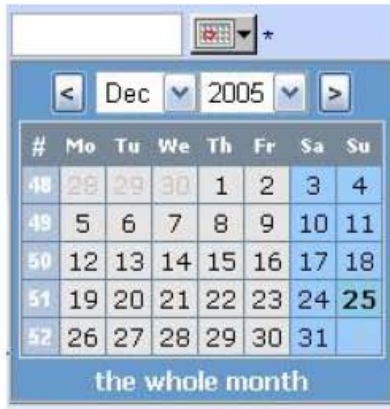 *
< Dec 2005 >
# Mo Tu We Th Fr Sa Su
48 28 29 30 1 2 3 4
49 5 6 7 8 9 10 11
50 12 13 14 15 16 17 18
51 19 20 21 22 23 24 25
52 26 27 28 29 30 31
the whole month